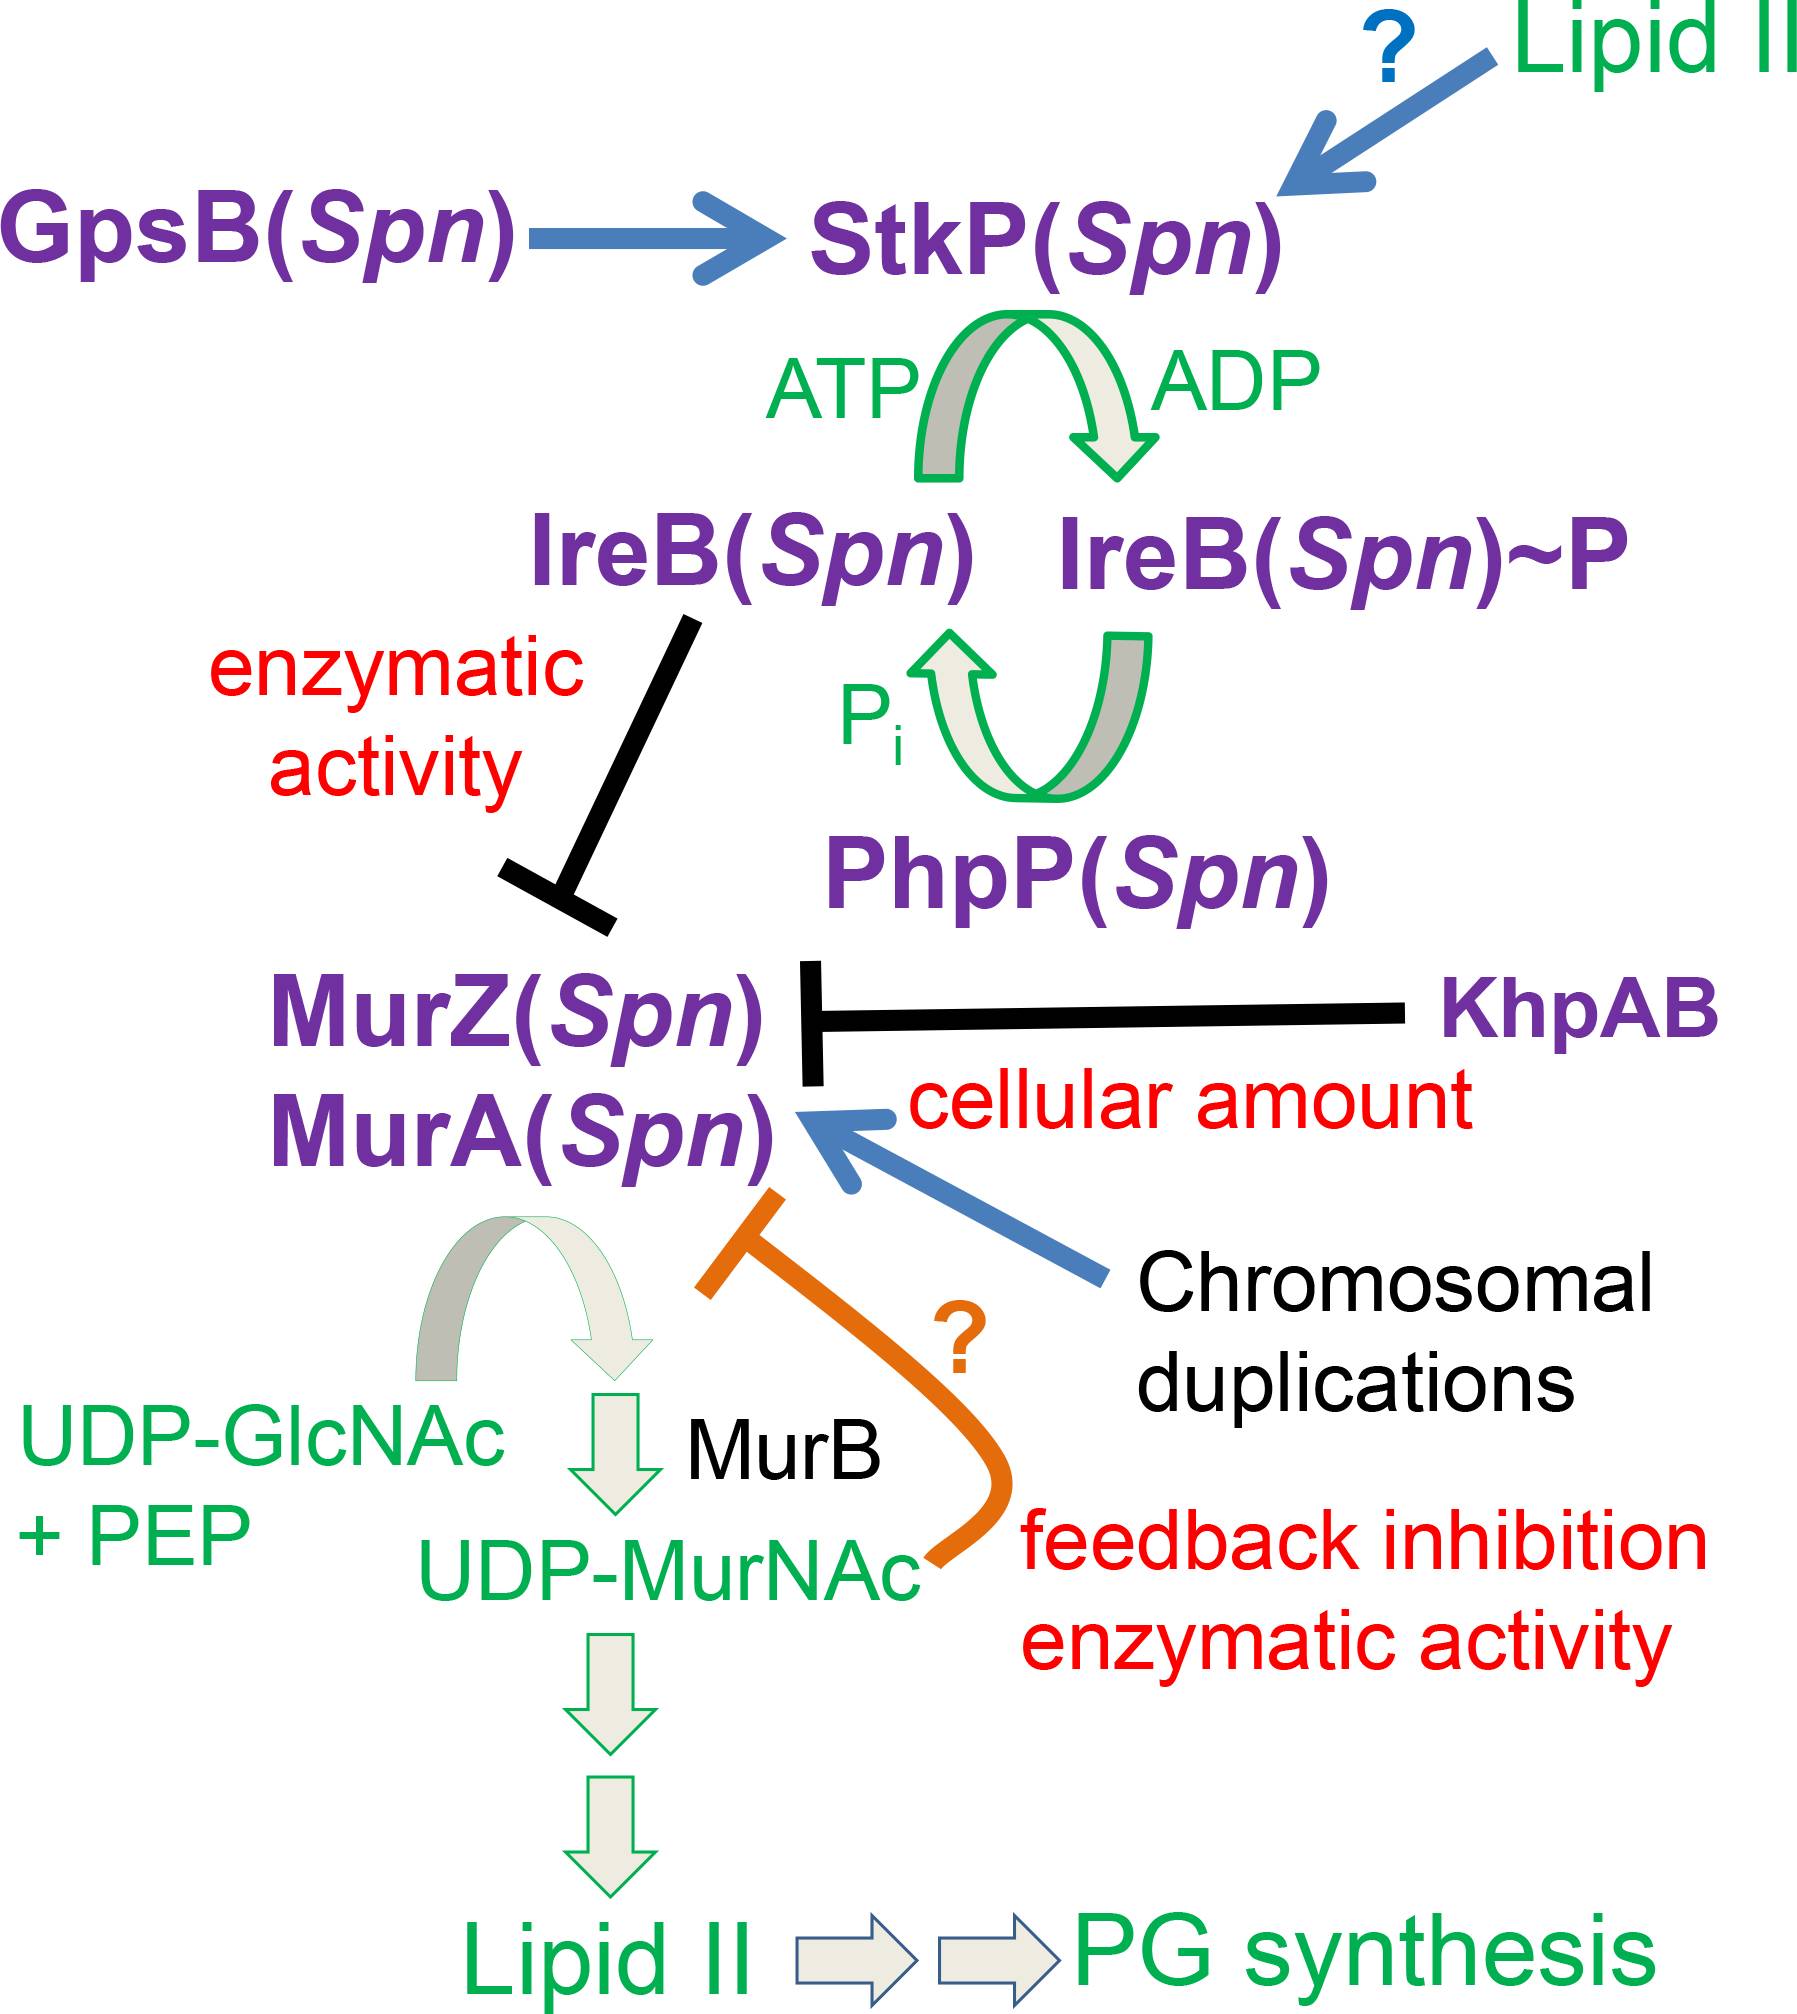 ?
Lipid II
GpsB(Spn)
StkP(Spn)
ATP
ADP
IreB(Spn)
IreB(Spn)~P
enzymatic
activity
Pi
PhpP(Spn)
MurZ(Spn)
KhpAB
cellular amount
MurA(Spn)
Chromosomal
duplications
?
UDP-GlcNAc
+ PEP
MurB
UDP-MurNAc
feedback inhibition
enzymatic activity
Lipid II
PG synthesis